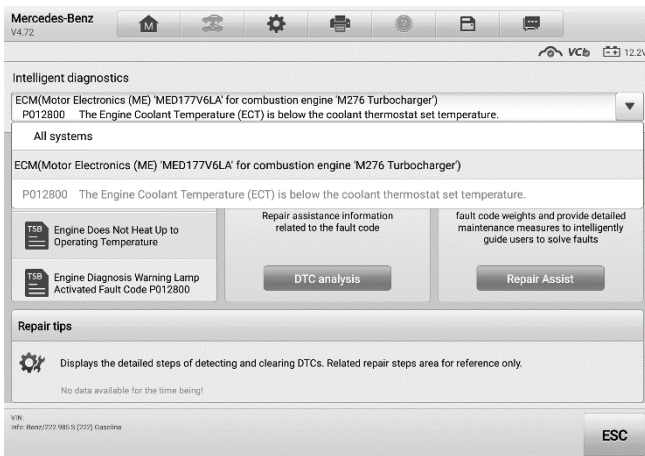 Mercedes-Benz
V4.72
M
VCI
12.2V
Intelligent diagnostics
ECM(Motor Electronics (ME) 'MED177V6LA' for combustion engine 'M276 Turbocharger')
P012800 The Engine Coolant Temperature (ECT) is below the coolant thermostat set temperature.
All systems
ECM(Motor Electronics (ME) 'MED177V6LA' for combustion engine 'M276 Turbocharger')
P012800 The Engine Coolant Temperature (ECT) is below the coolant thermostat set temperature.
TSB Engine Does Not Heat Up to
Operating Temperature
TSB Engine Diagnosis Warning Lamp
Activated Fault Code P012800
Repair assistance information
related to the fault code
DTC analysis
fault code weights and provide detailed
maintenance measures to intelligently
guide users to solve faults
Repair Assist
Repair tips
Displays the detailed steps of detecting and clearing DTCs. Related repair steps area for reference only.
No data available for the time being!
VIN:
Info: Benz/222.985 S (222) Gasoline
ESC